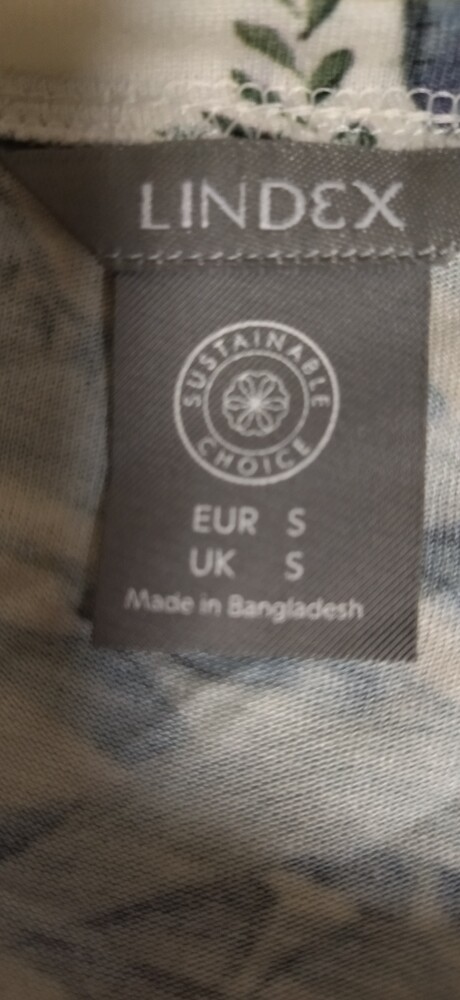 LINDEX
SUSTAINABLE
CHOICE
EUR S
UK S
Made in Bangladesh